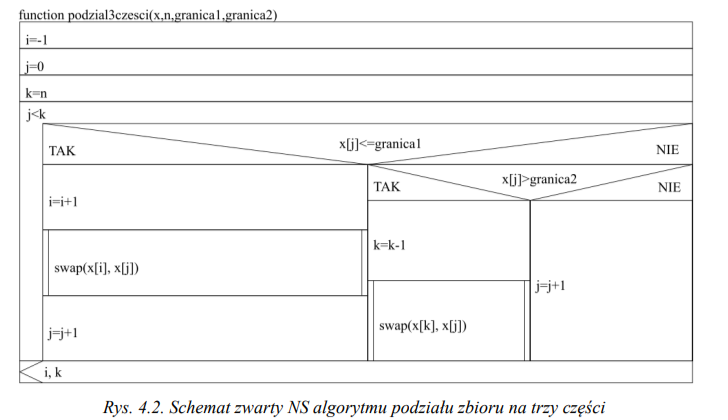 function podzial3czesci(x,n,granica1,granica2)
i=-1
j=0
k=n
j<k
x[j]<=granica1
TAK
NIE
x[j]>granica2
TAK
NIE
i=i+1
k=k-1
swap(x[i], x[j])
j=j+1
swap(x[k], x[j])
j=j+1
i, k
Rys. 4.2. Schemat zwarty NS algorytmu podziału zbioru na trzy części